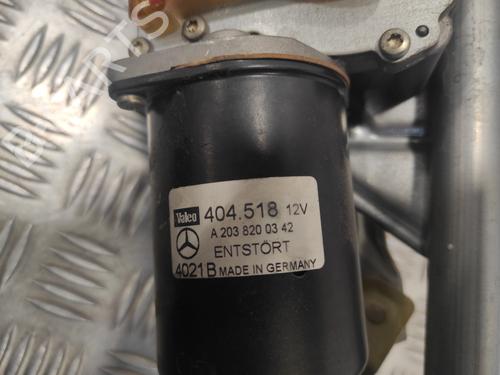 Valeo 404.518 12V
A 203 820 03 42
ENTSTÖRT
4021B MADE IN GERMANY